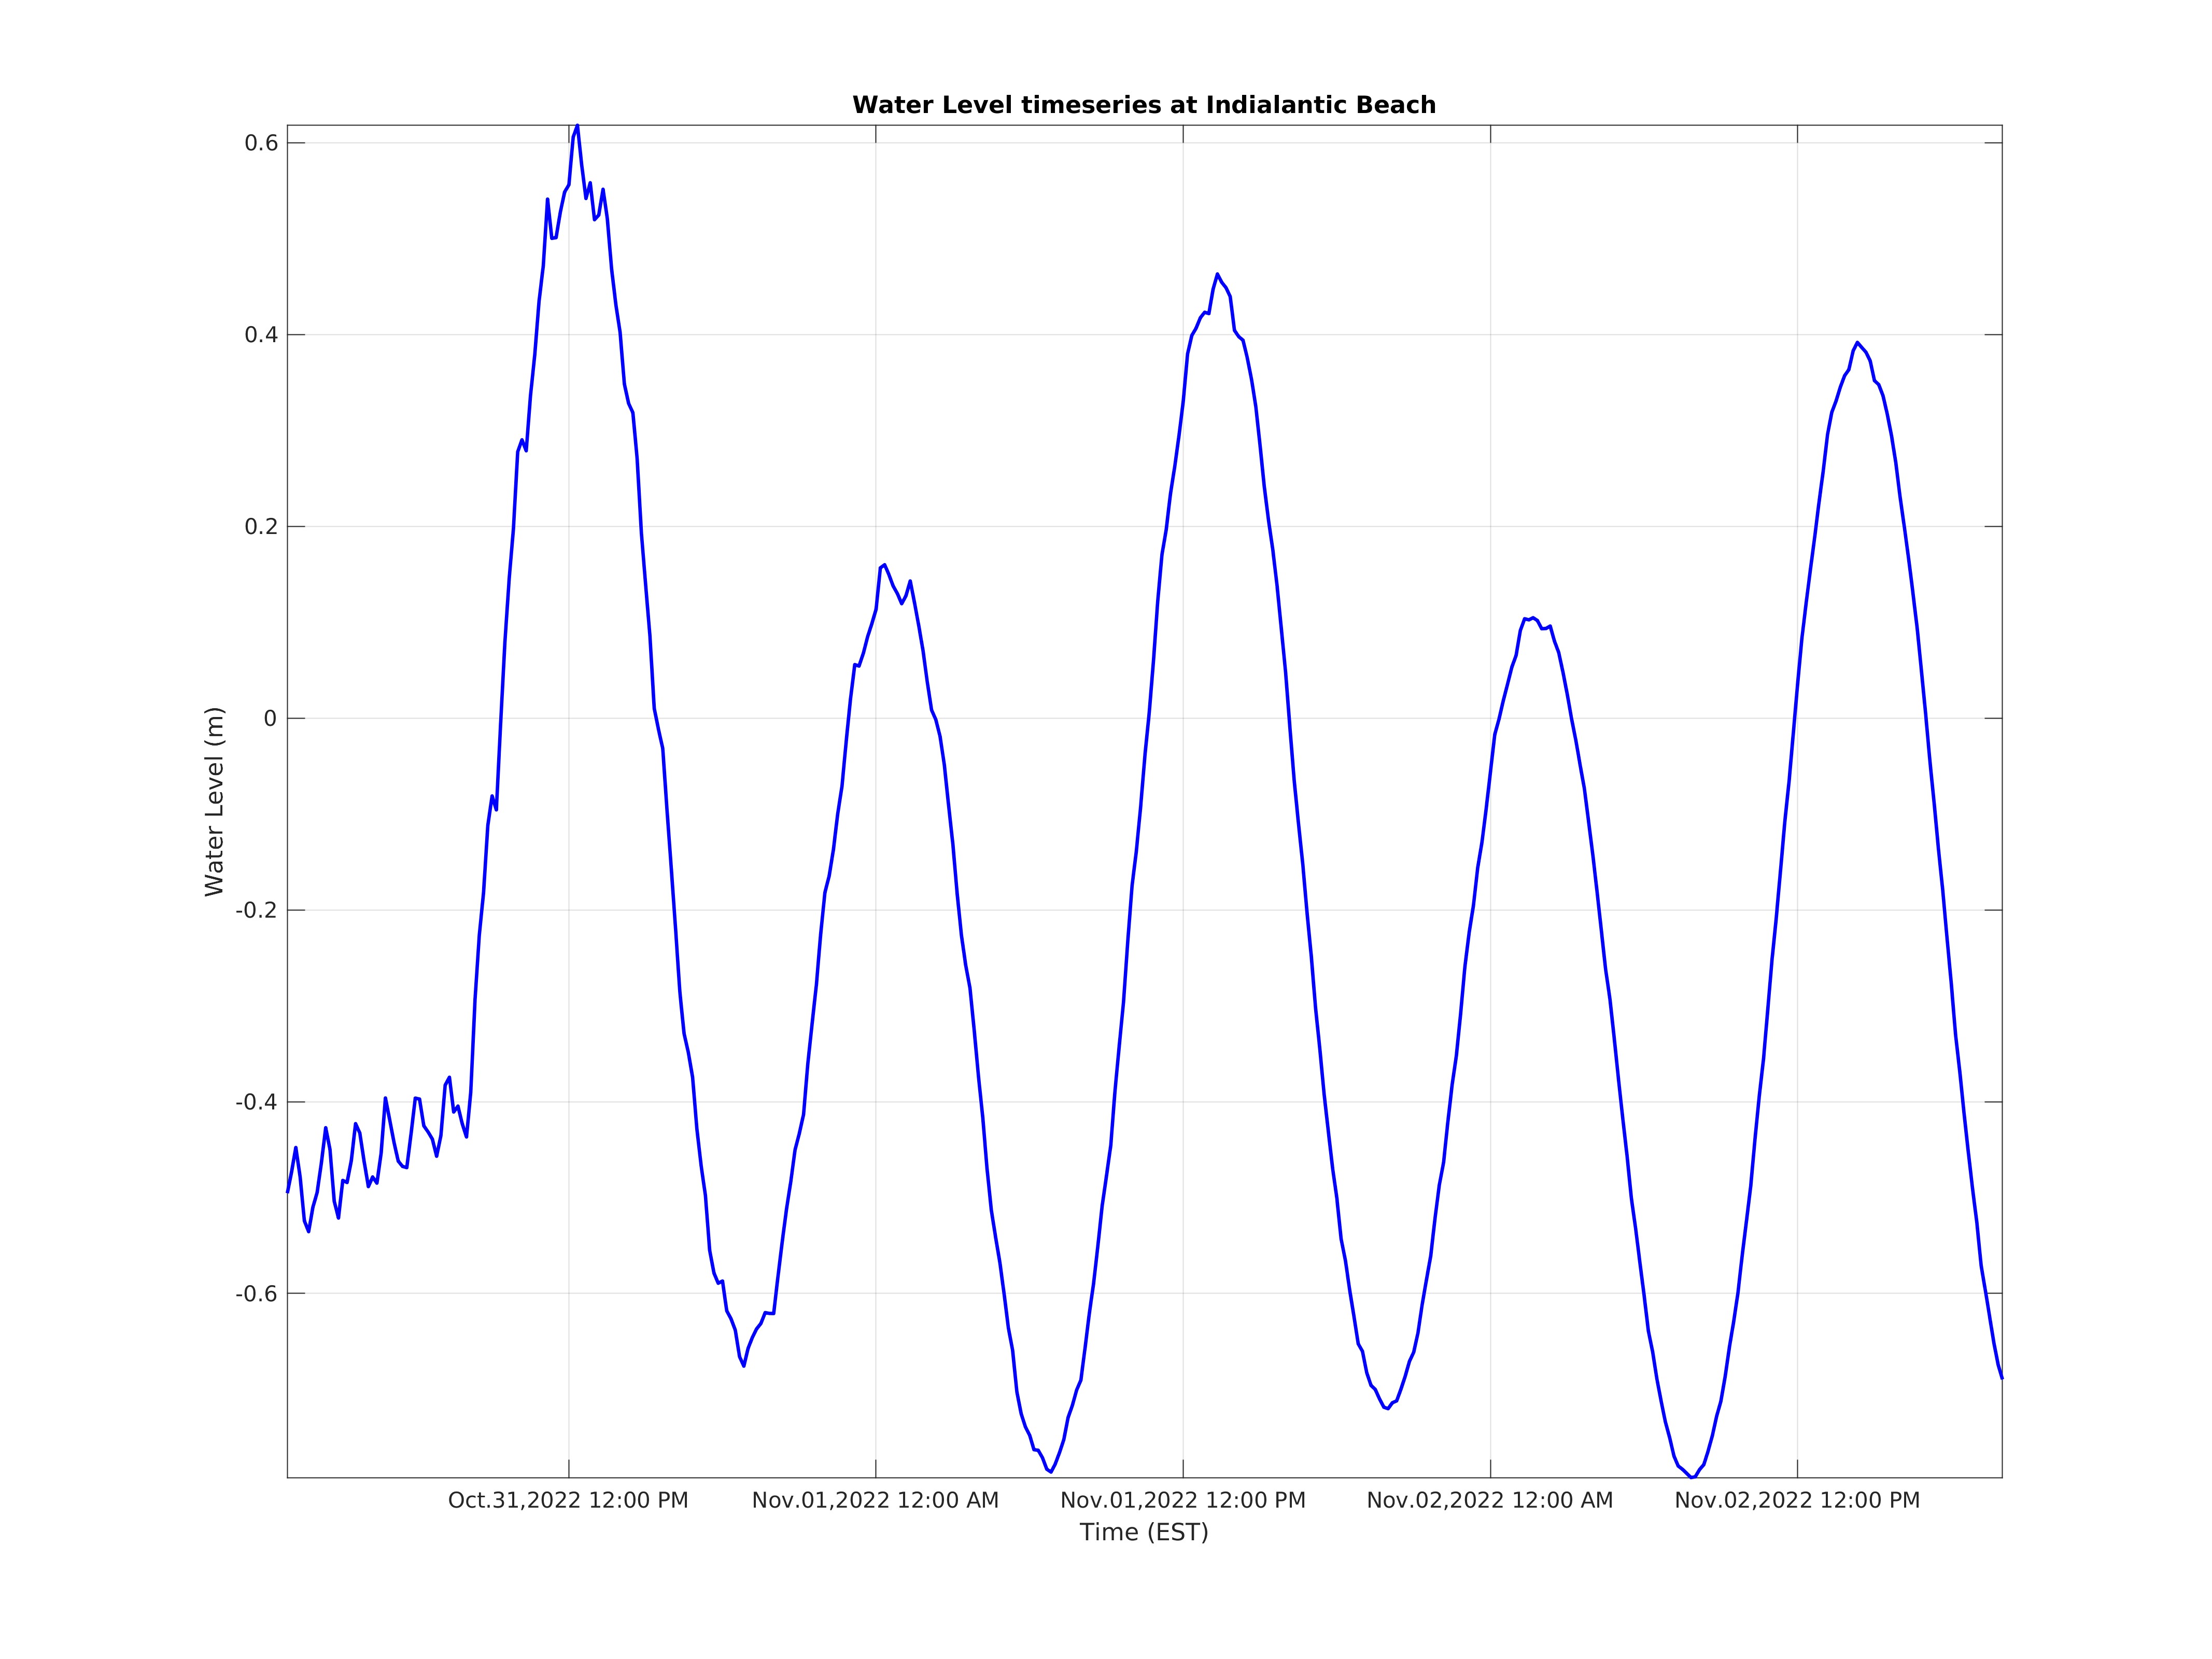 Water Level timeseries at Indialantic Beach
0.6
0.4
0.2
0
-0.2
-0.4
-0.6
Water Level (m)
Oct.31,2022 12:00 PM
Nov.01,2022 12:00 AM
Nov.01,2022 12:00 PM
Nov.02,2022 12:00 AM
Nov.02,2022 12:00 PM
Time (EST)